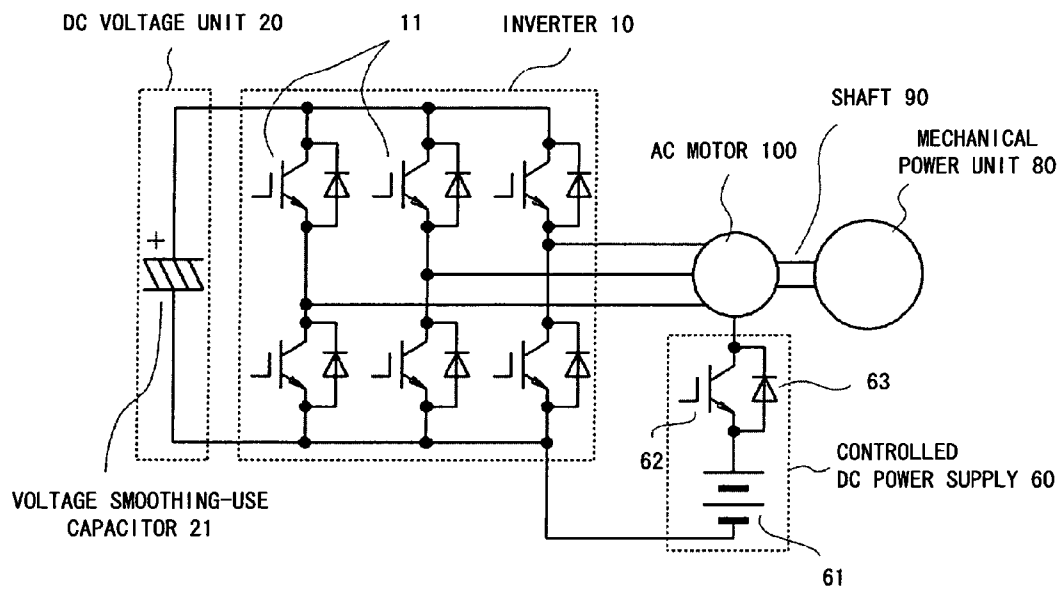 DC VOLTAGE UNIT 20
11
INVERTER 10
SHAFT 90
AC MOTOR 100
MECHANICAL
POWER UNIT 80
+
63
62
CONTROLLED
DC POWER SUPPLY 60
VOLTAGE SMOOTHING-USE
CAPACITOR 21
61